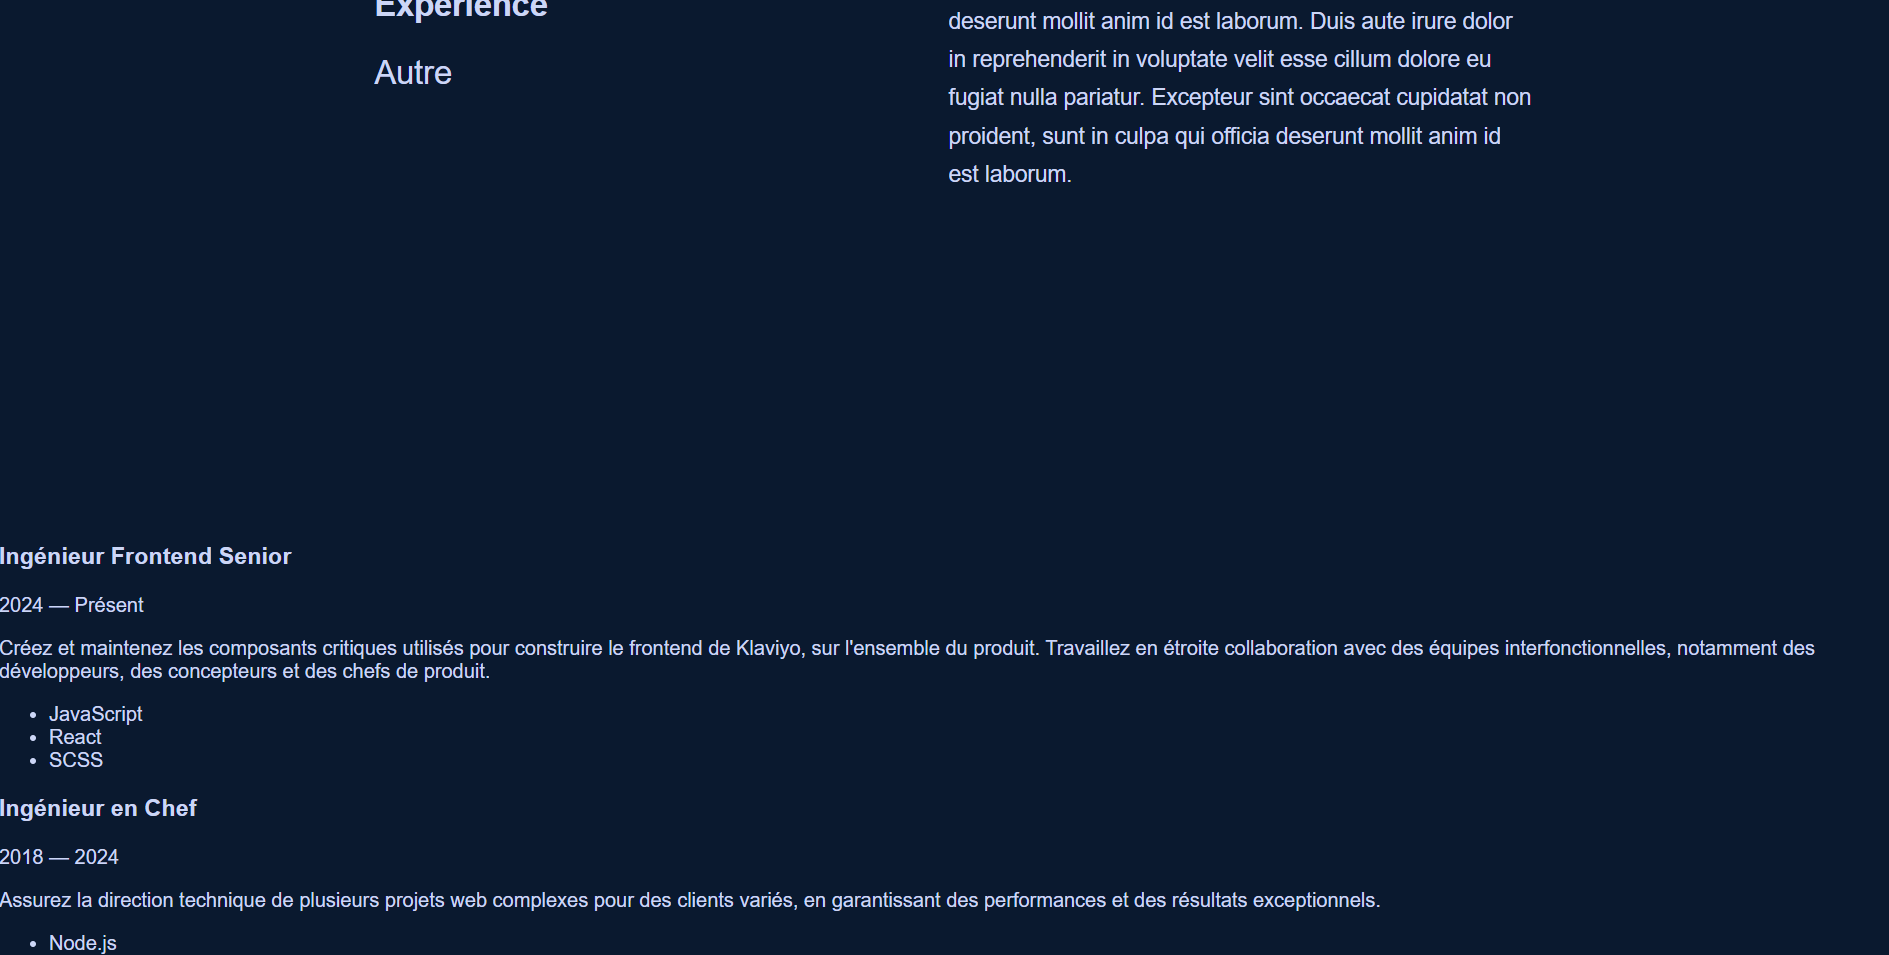 Experience
Autre
deserunt mollit anim id est laborum. Duis aute irure dolor
in reprehenderit in voluptate velit esse cillum dolore eu
fugiat nulla pariatur. Excepteur sint occaecat cupidatat non
proident, sunt in culpa qui officia deserunt mollit anim id
est laborum.
Ingénieur Frontend Senior
2024 — Présent
Créez et maintenez les composants critiques utilisés pour construire le frontend de Klaviyo, sur l'ensemble du produit. Travaillez en étroite collaboration avec des équipes interfonctionnelles, notamment des
développeurs, des concepteurs et des chefs de produit.
• JavaScript
• React
• SCSS
Ingénieur en Chef
2018 — 2024
Assurez la direction technique de plusieurs projets web complexes pour des clients variés, en garantissant des performances et des résultats exceptionnels.
• Node.js